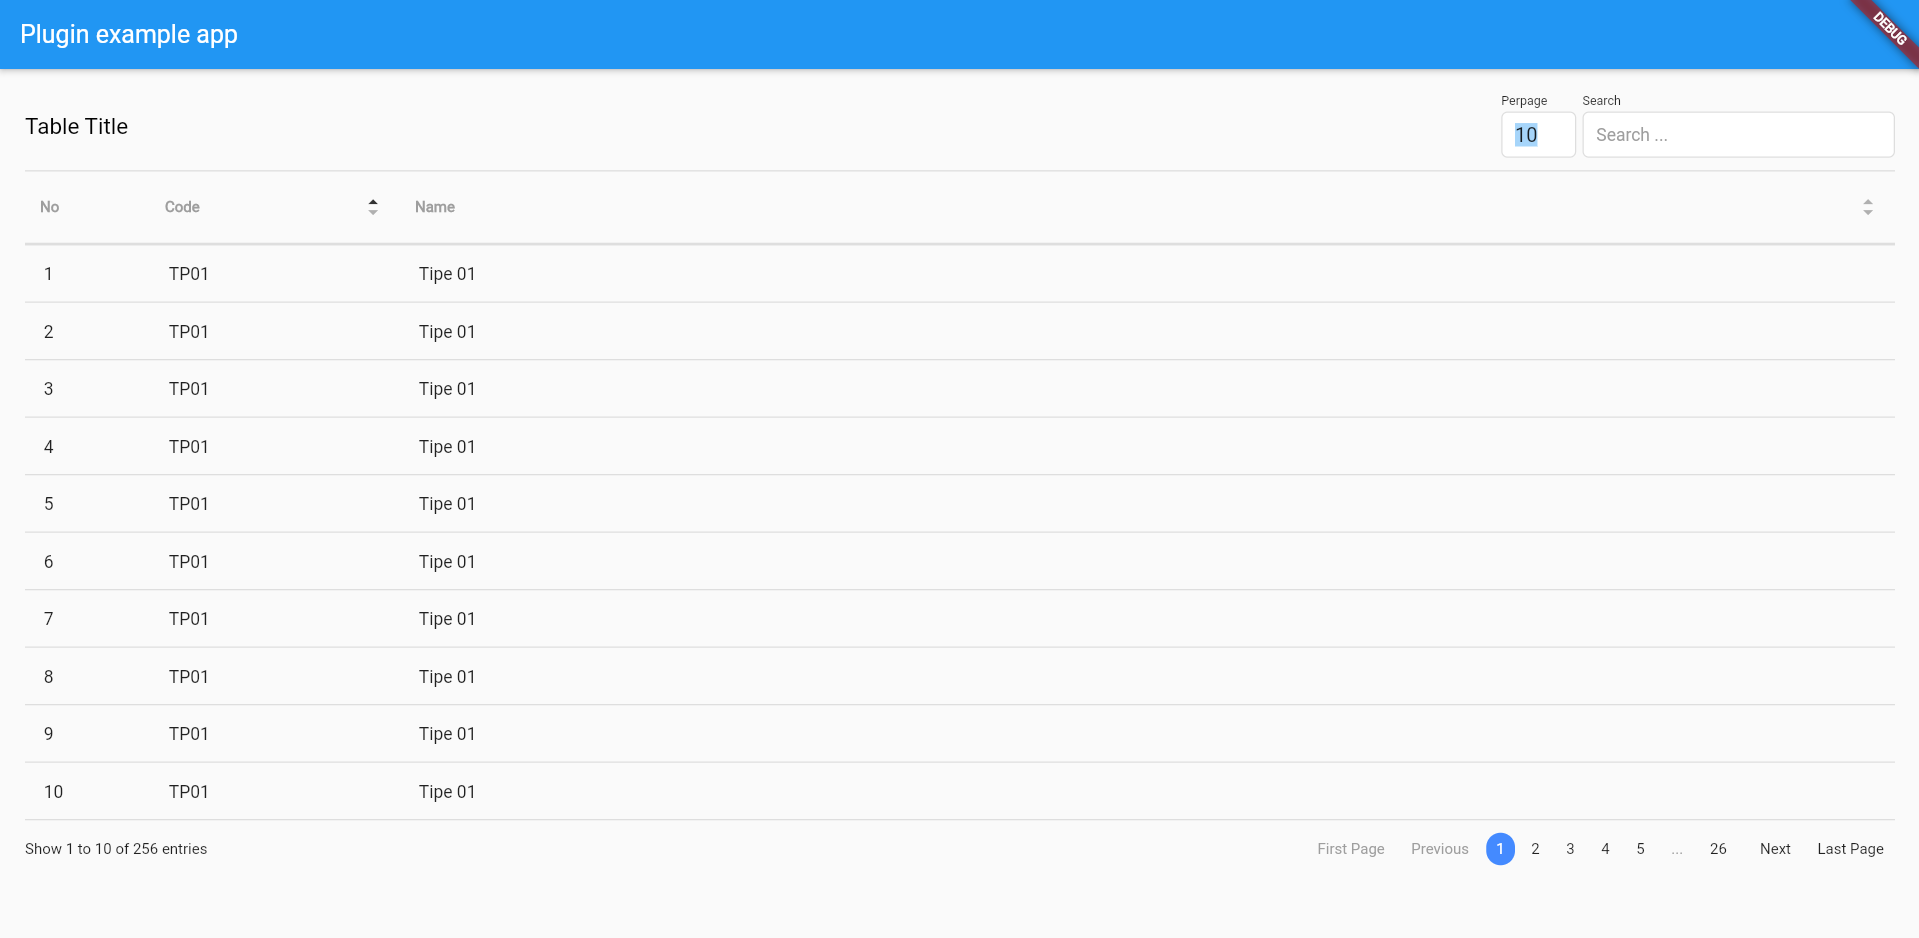 Plugin example app
DEBUG
Table Title
Perpage Search
10 Search ...
No Code Name
1 TP01 Tipe 01
2 TP01 Tipe 01
3 TP01 Tipe 01
4 TP01 Tipe 01
5 TP01 Tipe 01
6 TP01 Tipe 01
7 TP01 Tipe 01
8 TP01 Tipe 01
9 TP01 Tipe 01
10 TP01 Tipe 01
Show 1 to 10 of 256 entries First Page Previous 1 2 3 4 5 ... 26 Next Last Page